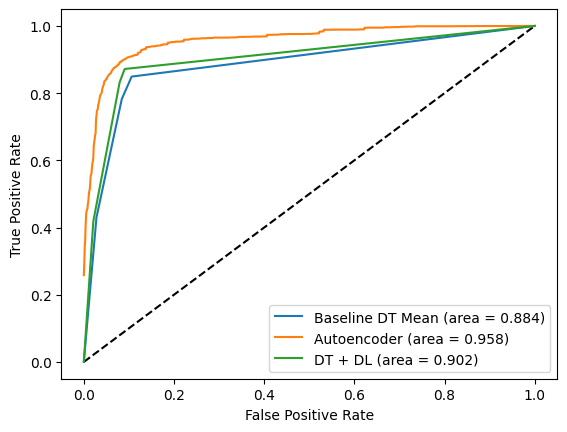 1.0
0.8
0.6
0.4
0.2
0.0
True Positive Rate
Baseline DT Mean (area = 0.884)
Autoencoder (area = 0.958)
DT + DL (area = 0.902)
0.0 0.2 0.4 0.6 0.8 1.0
False Positive Rate